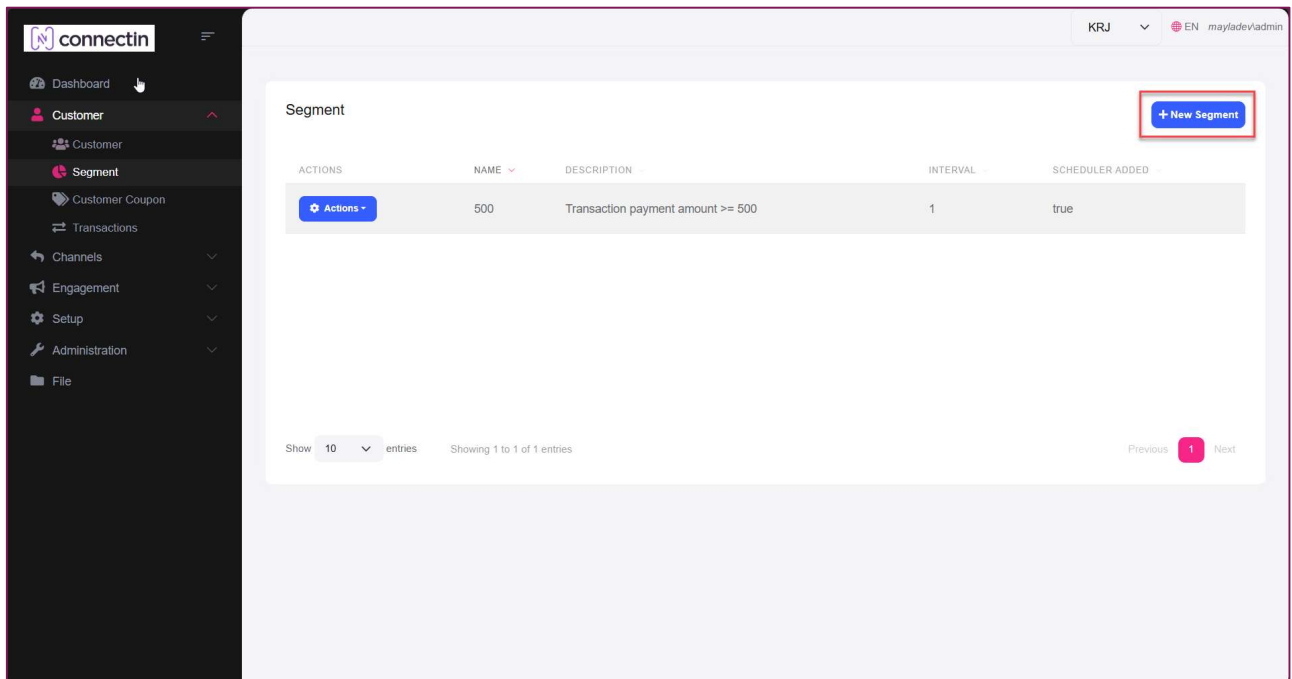 connectin
KRJ
EN mayladev\admin
Dashboard
Customer
Customer
Segment
Customer Coupon
Transactions
Channels
Engagement
Setup
Administration
File
Segment
+ New Segment
ACTIONS NAME DESCRIPTION INTERVAL SCHEDULER ADDED
Actions 500 Transaction payment amount >= 500 1 true
Show 10 entries Showing 1 to 1 of 1 entries Previous 1 Next